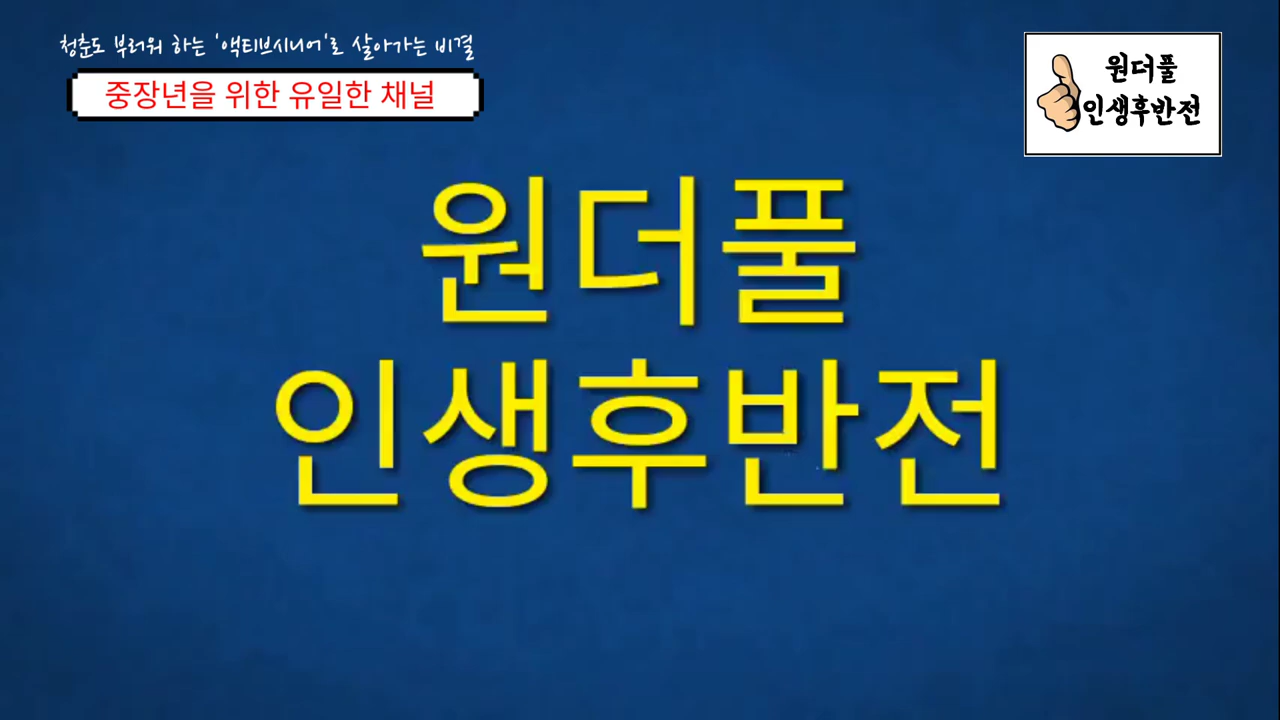 청춘도 부러워 하는 '액티브시니어'로 살아가는 비결
중장년을 위한 유일한 채널
원더풀
인생후반전
원더풀
인생후반전